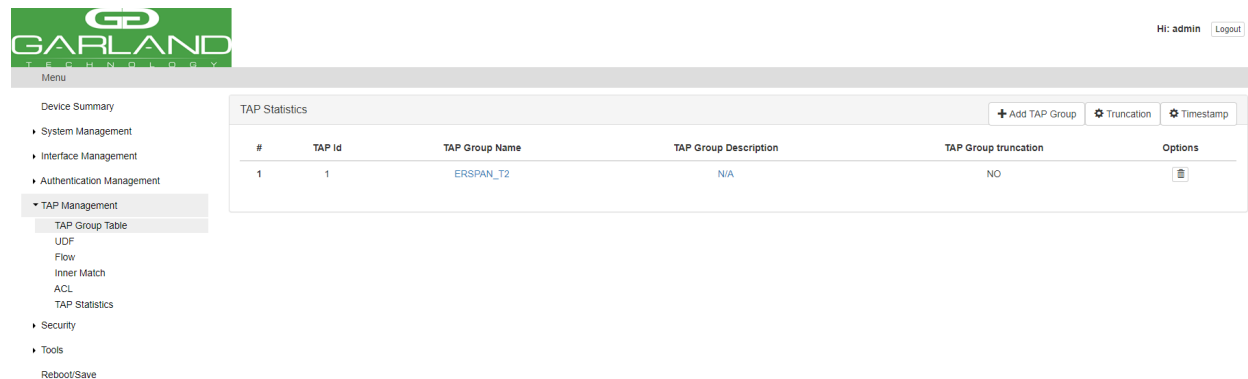 GARLAND
TECHNOLOGY
Hi: admin Logout
Menu
Device Summary
System Management
Interface Management
Authentication Management
TAP Management
TAP Group Table
UDF
Flow
Inner Match
ACL
TAP Statistics
Security
Tools
Reboot/Save
TAP Statistics
Add TAP Group Truncation Timestamp
# TAP Id TAP Group Name TAP Group Description TAP Group truncation Options
1 1 ERSPAN_T2 N/A NO